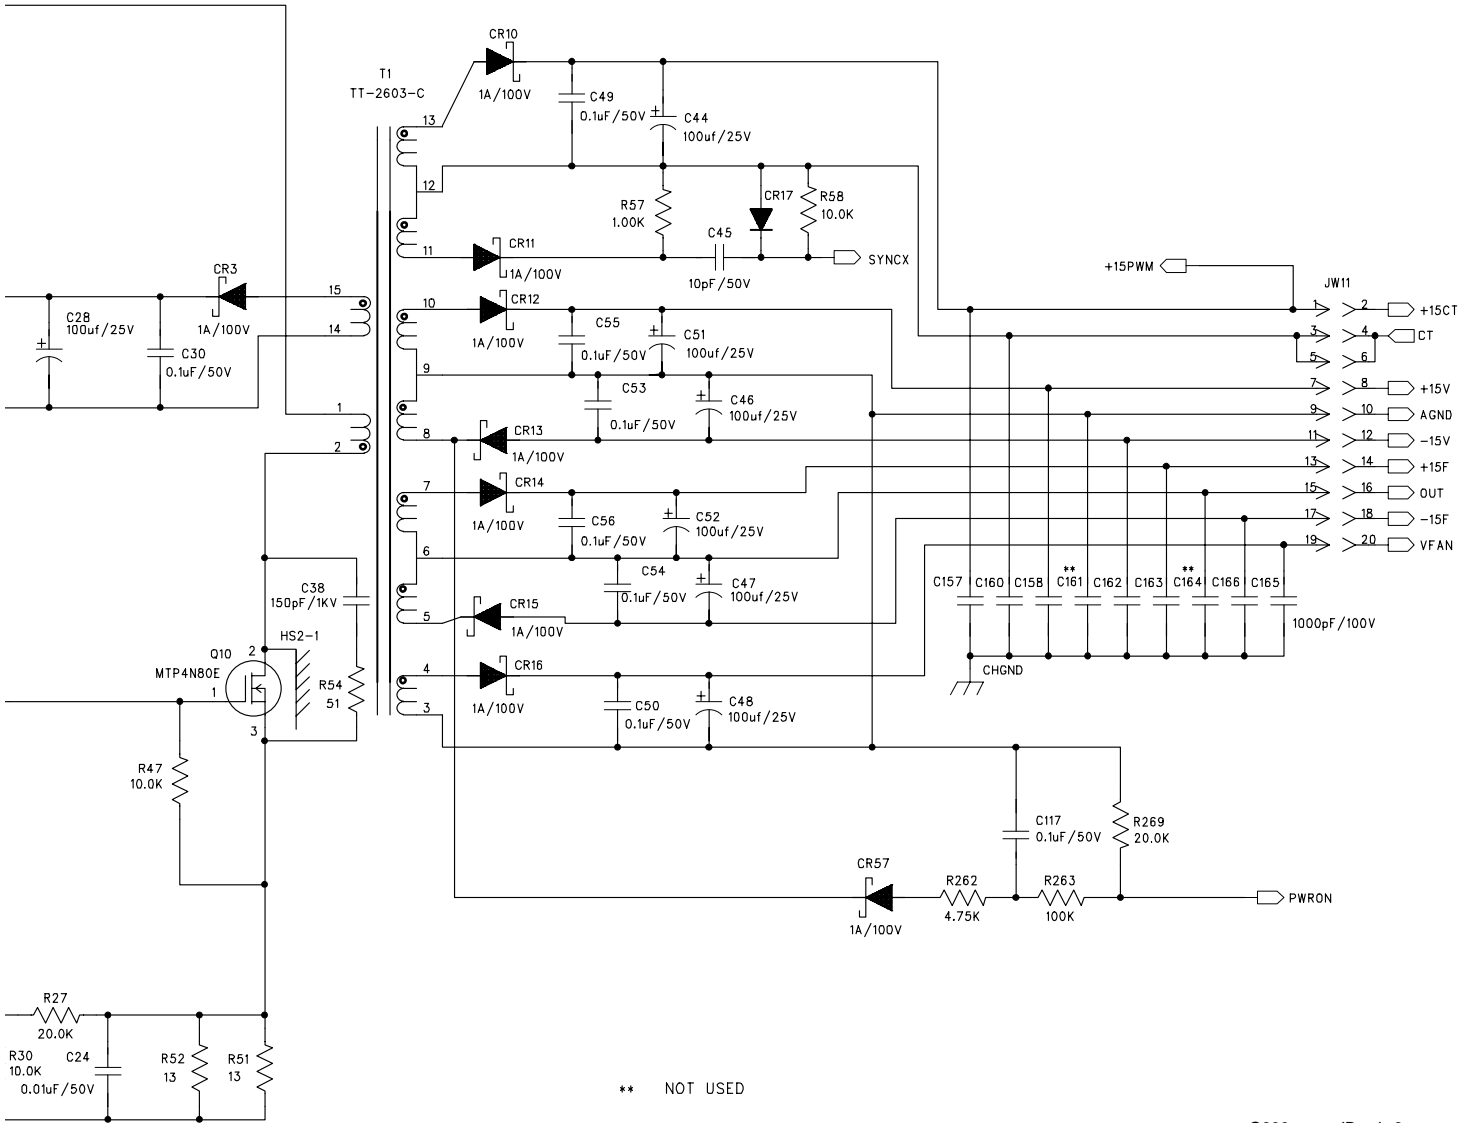 CR10
T1
TT-2603-C
1A/100V
C49
0.1uF/50V
C44
100uf/25V
13
12
R57
1.00K
CR17
R58
10.0K
11
CR11
1A/100V
C45
10pF/50V
SYNCX
+15PWM
JW11
CR3
1A/100V
15
14
C28
100uf/25V
C30
0.1uF/50V
10
CR12
1A/100V
C55
0.1uF/50V
C51
100uf/25V
9
C53
0.1uF/50V
C46
100uf/25V
1
2
8
CR13
1A/100V
1 2 +15CT
3 4 CT
5 6
7 8 +15V
9 10 AGND
11 12 -15V
13 14 +15F
15 16 OUT
17 18 -15F
19 20 VFAN
7
CR14
1A/100V
C56
0.1uF/50V
C52
100uf/25V
6
C54
0.1uF/50V
C47
100uf/25V
5
CR15
1A/100V
** **
C157 C160 C158 C161 C162 C163 C164 C166 C165
1000pF/100V
CHGND
C38
150pF/1KV
HS2-1
Q10
MTP4N80E
2
1
3
R54
51
4
CR16
1A/100V
3
C50
0.1uF/50V
C48
100uf/25V
R47
10.0K
C117
0.1uF/50V
R269
20.0K
CR57
1A/100V
R262
4.75K
R263
100K
PWRON
R27
20.0K
R30
10.0K
C24
0.01uF/50V
R52
13
R51
13
** NOT USED